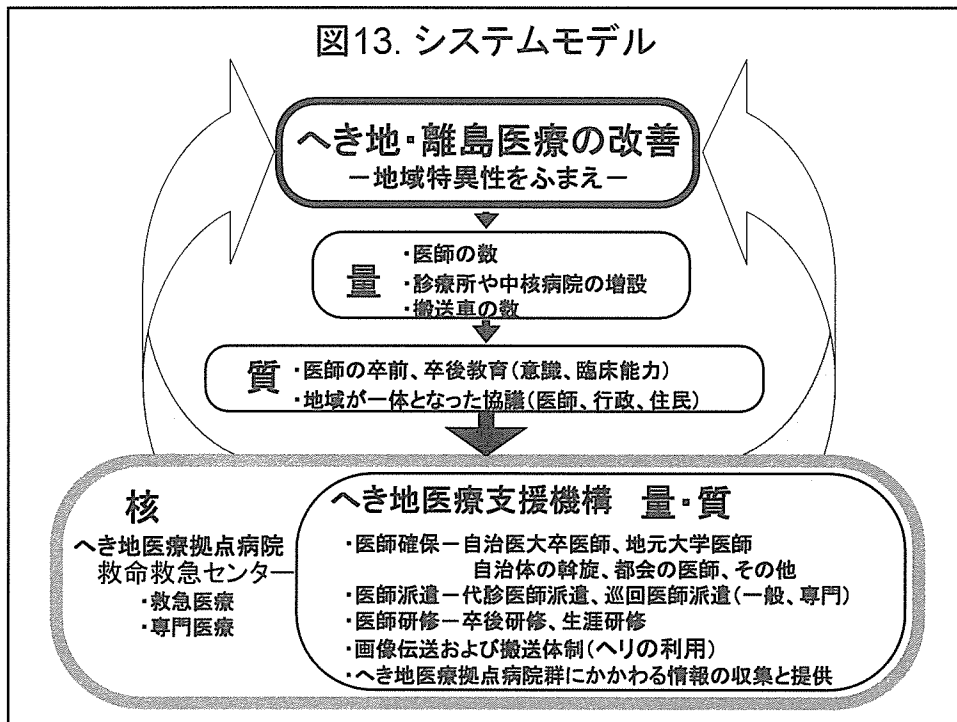 図13. システムモデル
へき地・離島医療の改善
－地域特異性をふまえ－
量
・医師の数
・診療所や中核病院の増設
・搬送車の数
質
・医師の卒前、卒後教育(意識、臨床能力)
・地域が一体となった協議(医師、行政、住民)
核
へき地医療拠点病院
救命救急センター
・救急医療
・専門医療
へき地医療支援機構 量・質
・医師確保－自治医大卒医師、地元大学医師
自治体の斡旋、都会の医師、その他
・医師派遣－代診医師派遣、巡回医師派遣(一般、専門)
・医師研修－卒後研修、生涯研修
・画像伝送および搬送体制(ヘリの利用)
・へき地医療拠点病院群にかかわる情報の収集と提供